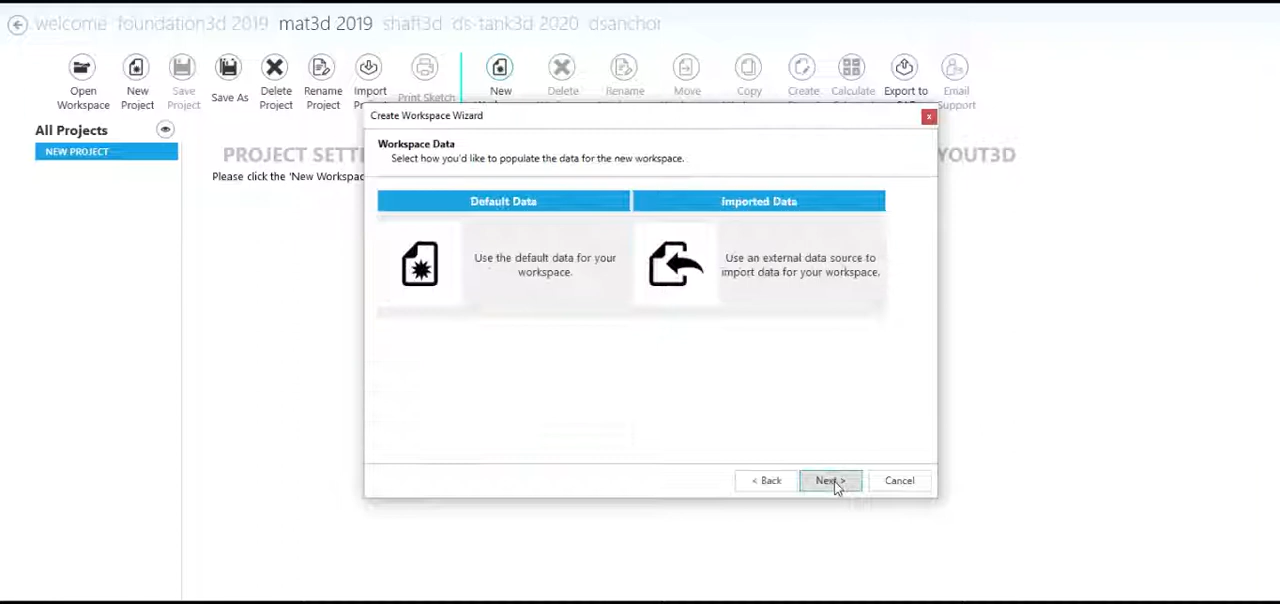 welcome foundation3d 2019 mat3d 2019 shaft3d ds-tank3d 2020 dsanchor
Open Workspace
New Project
Save Project
Save As
Delete Project
Rename Project
Import
Print Sketch
New
Delete
Rename
Move
Copy
Create
Calculate
Export to
Email Support
All Projects
NEW PROJECT
PROJECT SETTI
YOUT3D
Please click the 'New Workspac
Create Workspace Wizard
x
Workspace Data
Select how you'd like to populate the data for the new workspace.
Default Data
Imported Data
Use the default data for your
workspace.
Use an external data source to
import data for your workspace.
< Back
Next >
Cancel